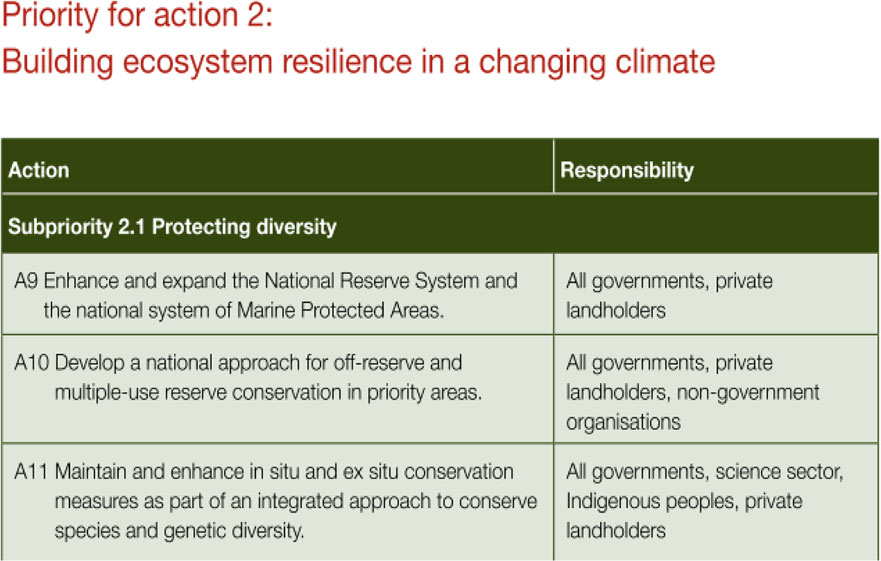 Priority for action 2:
Building ecosystem resilience in a changing climate
Action
Responsibility
Subpriority 2.1 Protecting diversity
A9 Enhance and expand the National Reserve System and
the national system of Marine Protected Areas.
All governments, private
landholders
A10 Develop a national approach for off-reserve and
multiple-use reserve conservation in priority areas.
All governments, private
landholders, non-government
organisations
A11 Maintain and enhance in situ and ex situ conservation
measures as part of an integrated approach to conserve
species and genetic diversity.
All governments, science sector,
Indigenous peoples, private
landholders